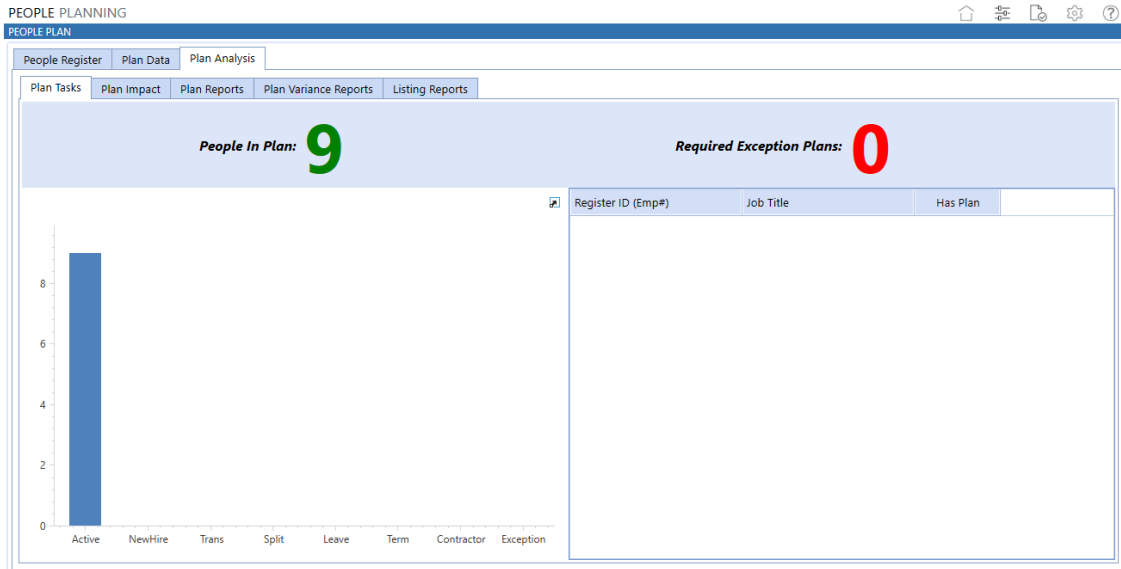 PEOPLE PLANNING
PEOPLE PLAN
People Register Plan Data Plan Analysis
Plan Tasks Plan Impact Plan Reports Plan Variance Reports Listing Reports
People In Plan: 9 Required Exception Plans: 0
Register ID (Emp#) Job Title Has Plan
8
6
4
2
0
Active NewHire Trans Split Leave Term Contractor Exception